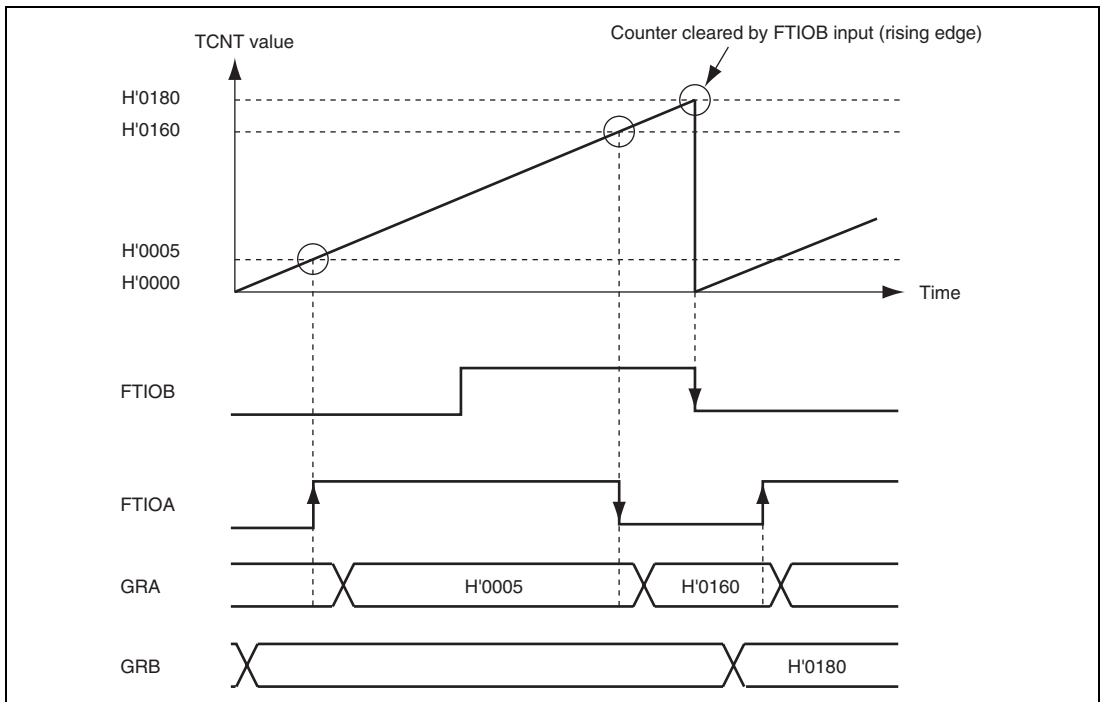 Counter cleared by FTIOB input (rising edge)
TCNT value
H'0180
H'0160
H'0005
H'0000
Time
FTIOB
FTIOA
GRA
H'0005
H'0160
GRB
H'0180